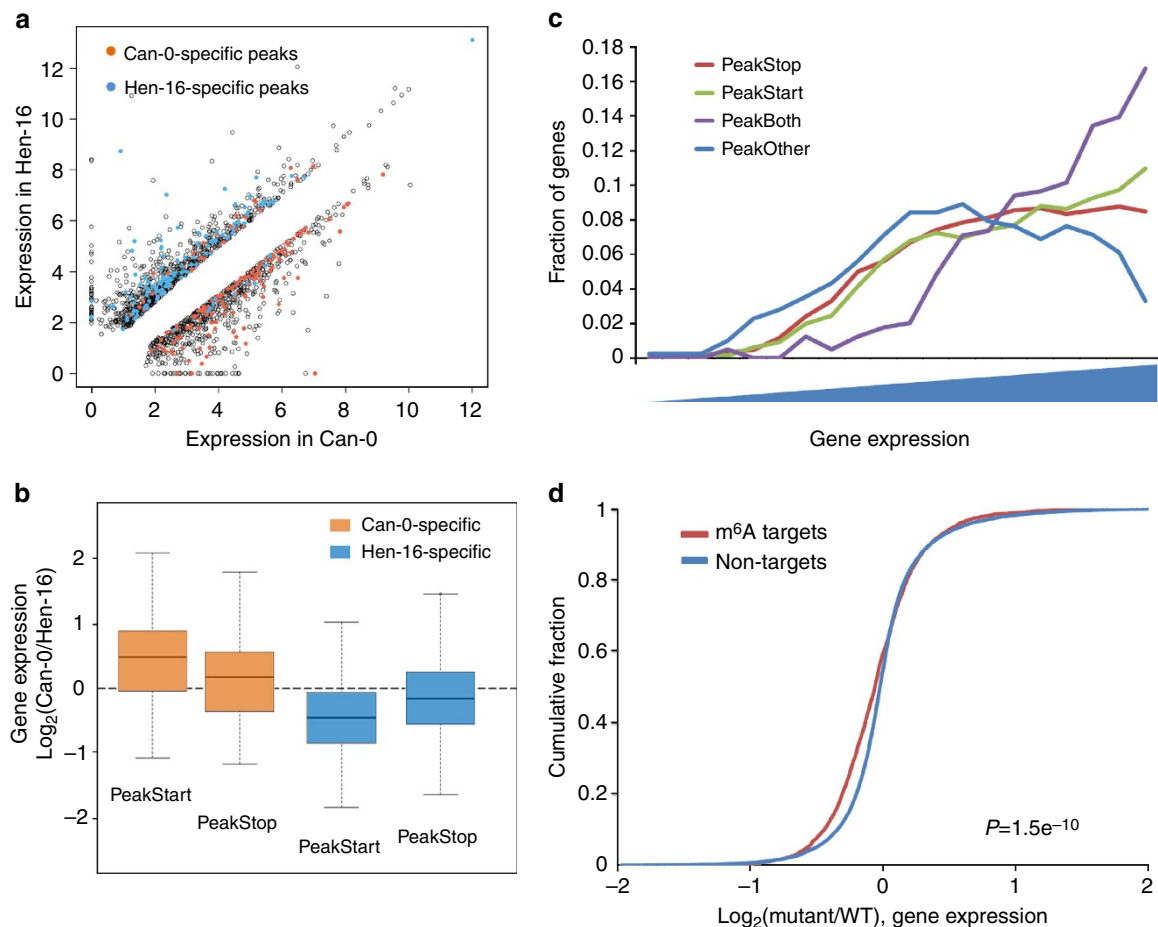 a
Can-0-specific peaks
Hen-16-specific peaks
Expression in Hen-16
12
10
8
6
4
2
0
0 2 4 6 8 10 12
Expression in Can-0
b
Can-0-specific
Hen-16-specific
Gene expression
Log₂(Can-0/Hen-16)
2
1
0
–1
–2
PeakStart
PeakStop
PeakStart
PeakStop
c
PeakStop
PeakStart
PeakBoth
PeakOther
Fraction of genes
0.18
0.16
0.14
0.12
0.1
0.08
0.06
0.04
0.02
0
Gene expression
d
m⁶A targets
Non-targets
Cumulative fraction
1
0.8
0.6
0.4
0.2
0
P=1.5e⁻¹⁰
–2 –1 0 1 2
Log₂(mutant/WT), gene expression